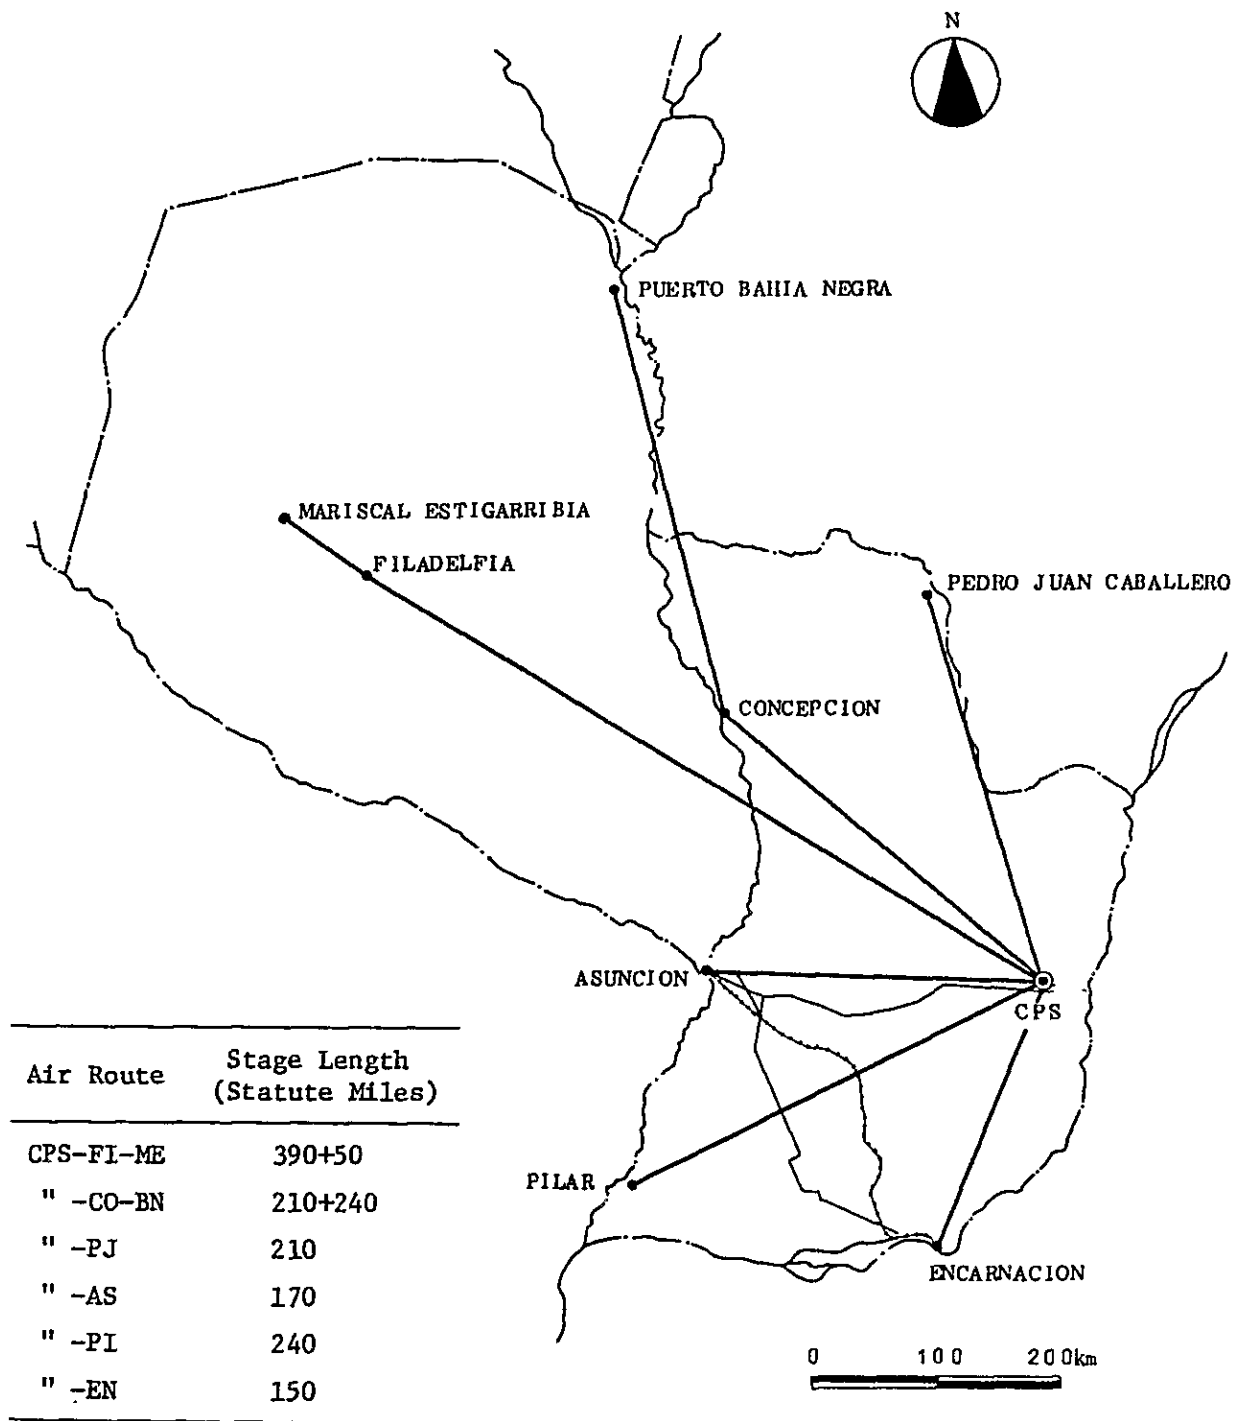 N
PUERTO BAHIA NEGRA
MARISCAL ESTIGARRIBIA
FILADELFIA
PEDRO JUAN CABALLERO
CONCEPCION
ASUNCION
CPS
PILAR
ENCARNACION
Air Route Stage Length
(Statute Miles)
CPS-FI-ME 390+50
" -CO-BN 210+240
" -PJ 210
" -AS 170
" -PI 240
" -EN 150
0 100 200km